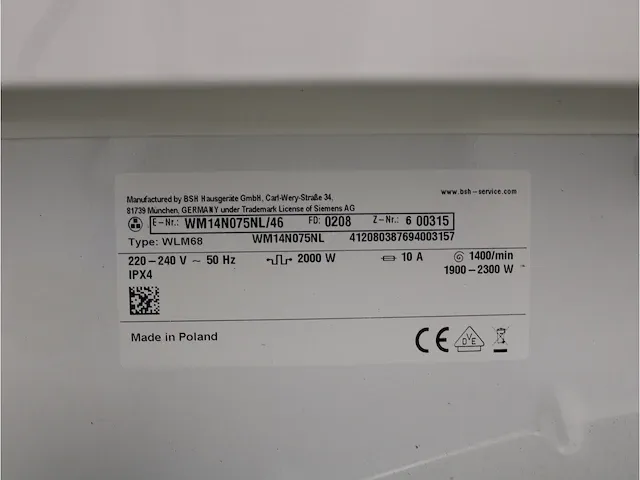 www.bsh-service.com
Manufactured by BSH Hausgeräte GmbH, Carl-Wery-Straße 34,
81739 München, GERMANY under Trademark License of Siemens AG
E-Nr.: WM14N075NL/46 FD: 0208 Z-Nr.: 6 00315
Type: WLM68 WM14N075NL 412080387694003157
220-240 V ~ 50 Hz 2000 W 10 A 1400/min
IPX4 1900-2300 W
Made in Poland CE DVE